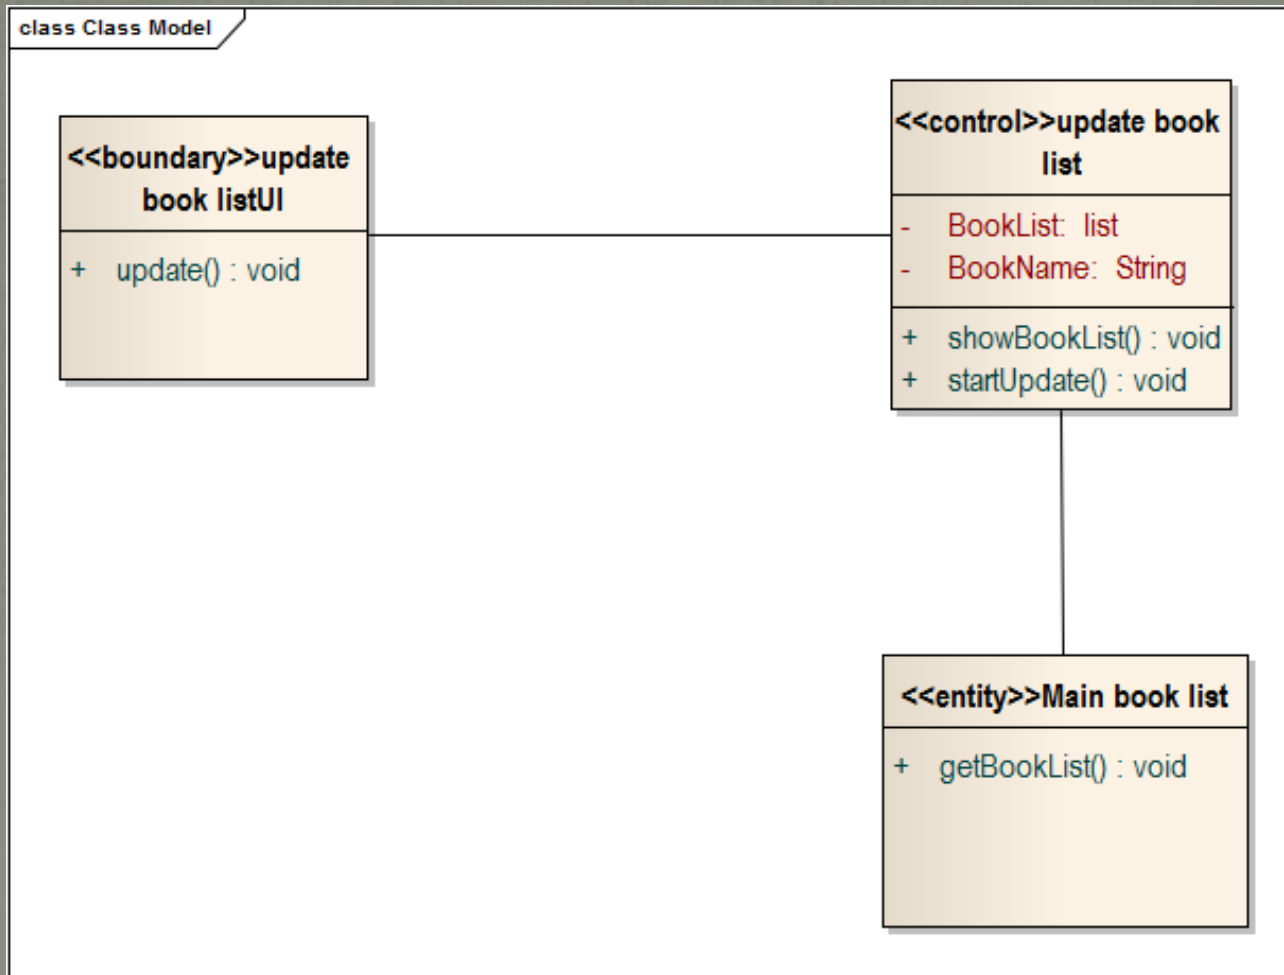 class Class Model
<<boundary>>update
book listUI
+ update() : void
<<control>>update book
list
- BookList: list
- BookName: String
+ showBookList() : void
+ startUpdate() : void
<<entity>>Main book list
+ getBookList() : void